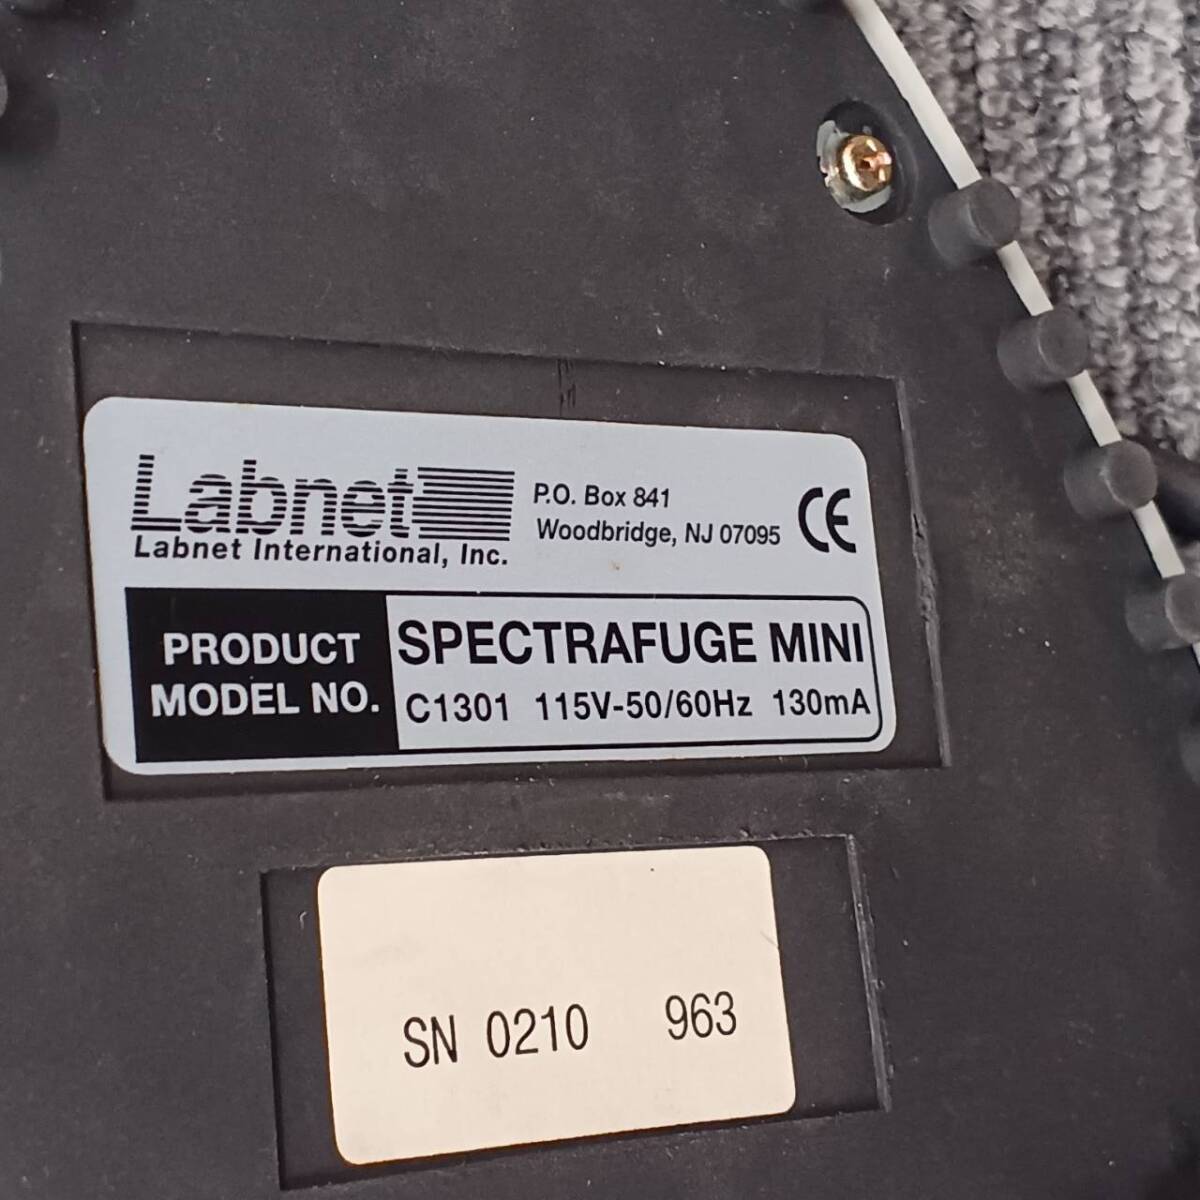 Labnet
Labnet International, Inc.
P.O. Box 841
Woodbridge, NJ 07095
CE
PRODUCT
MODEL NO.
SPECTRAFUGE MINI
C1301 115V-50/60Hz 130mA
SN 0210 963